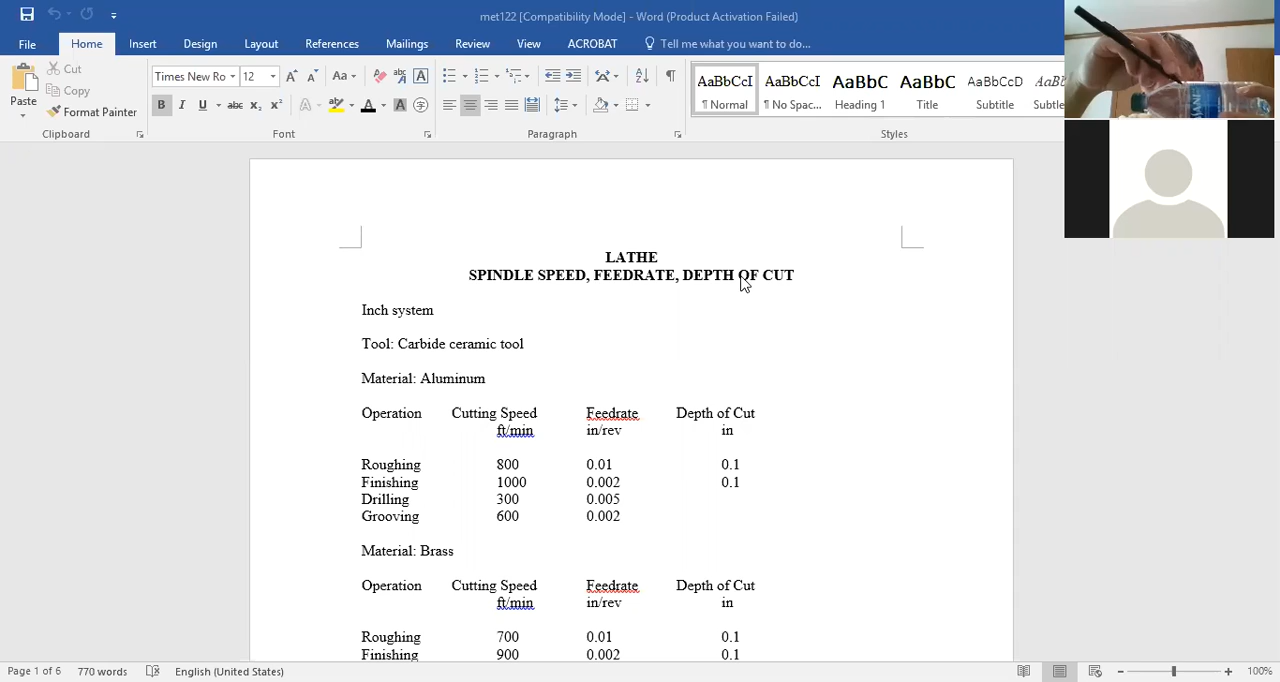 met122 [Compatibility Mode] - Word (Product Activation Failed)
File Home Insert Design Layout References Mailings Review View ACROBAT Tell me what you want to do...
Paste
Cut
Copy
Format Painter
Clipboard
Times New Ro 12
Font
Paragraph
AaBbCcI AaBbCcI AaBbC AaBbC AaBbCcD
¶ Normal ¶ No Spac... Heading 1 Title Subtitle
Styles
LATHE
SPINDLE SPEED, FEEDRATE, DEPTH OF CUT
Inch system
Tool: Carbide ceramic tool
Material: Aluminum
Operation Cutting Speed Feedrate Depth of Cut
ft/min in/rev in
Roughing 800 0.01 0.1
Finishing 1000 0.002 0.1
Drilling 300 0.005
Grooving 600 0.002
Material: Brass
Operation Cutting Speed Feedrate Depth of Cut
ft/min in/rev in
Roughing 700 0.01 0.1
Finishing 900 0.002 0.1
Page 1 of 6 770 words English (United States) 100%